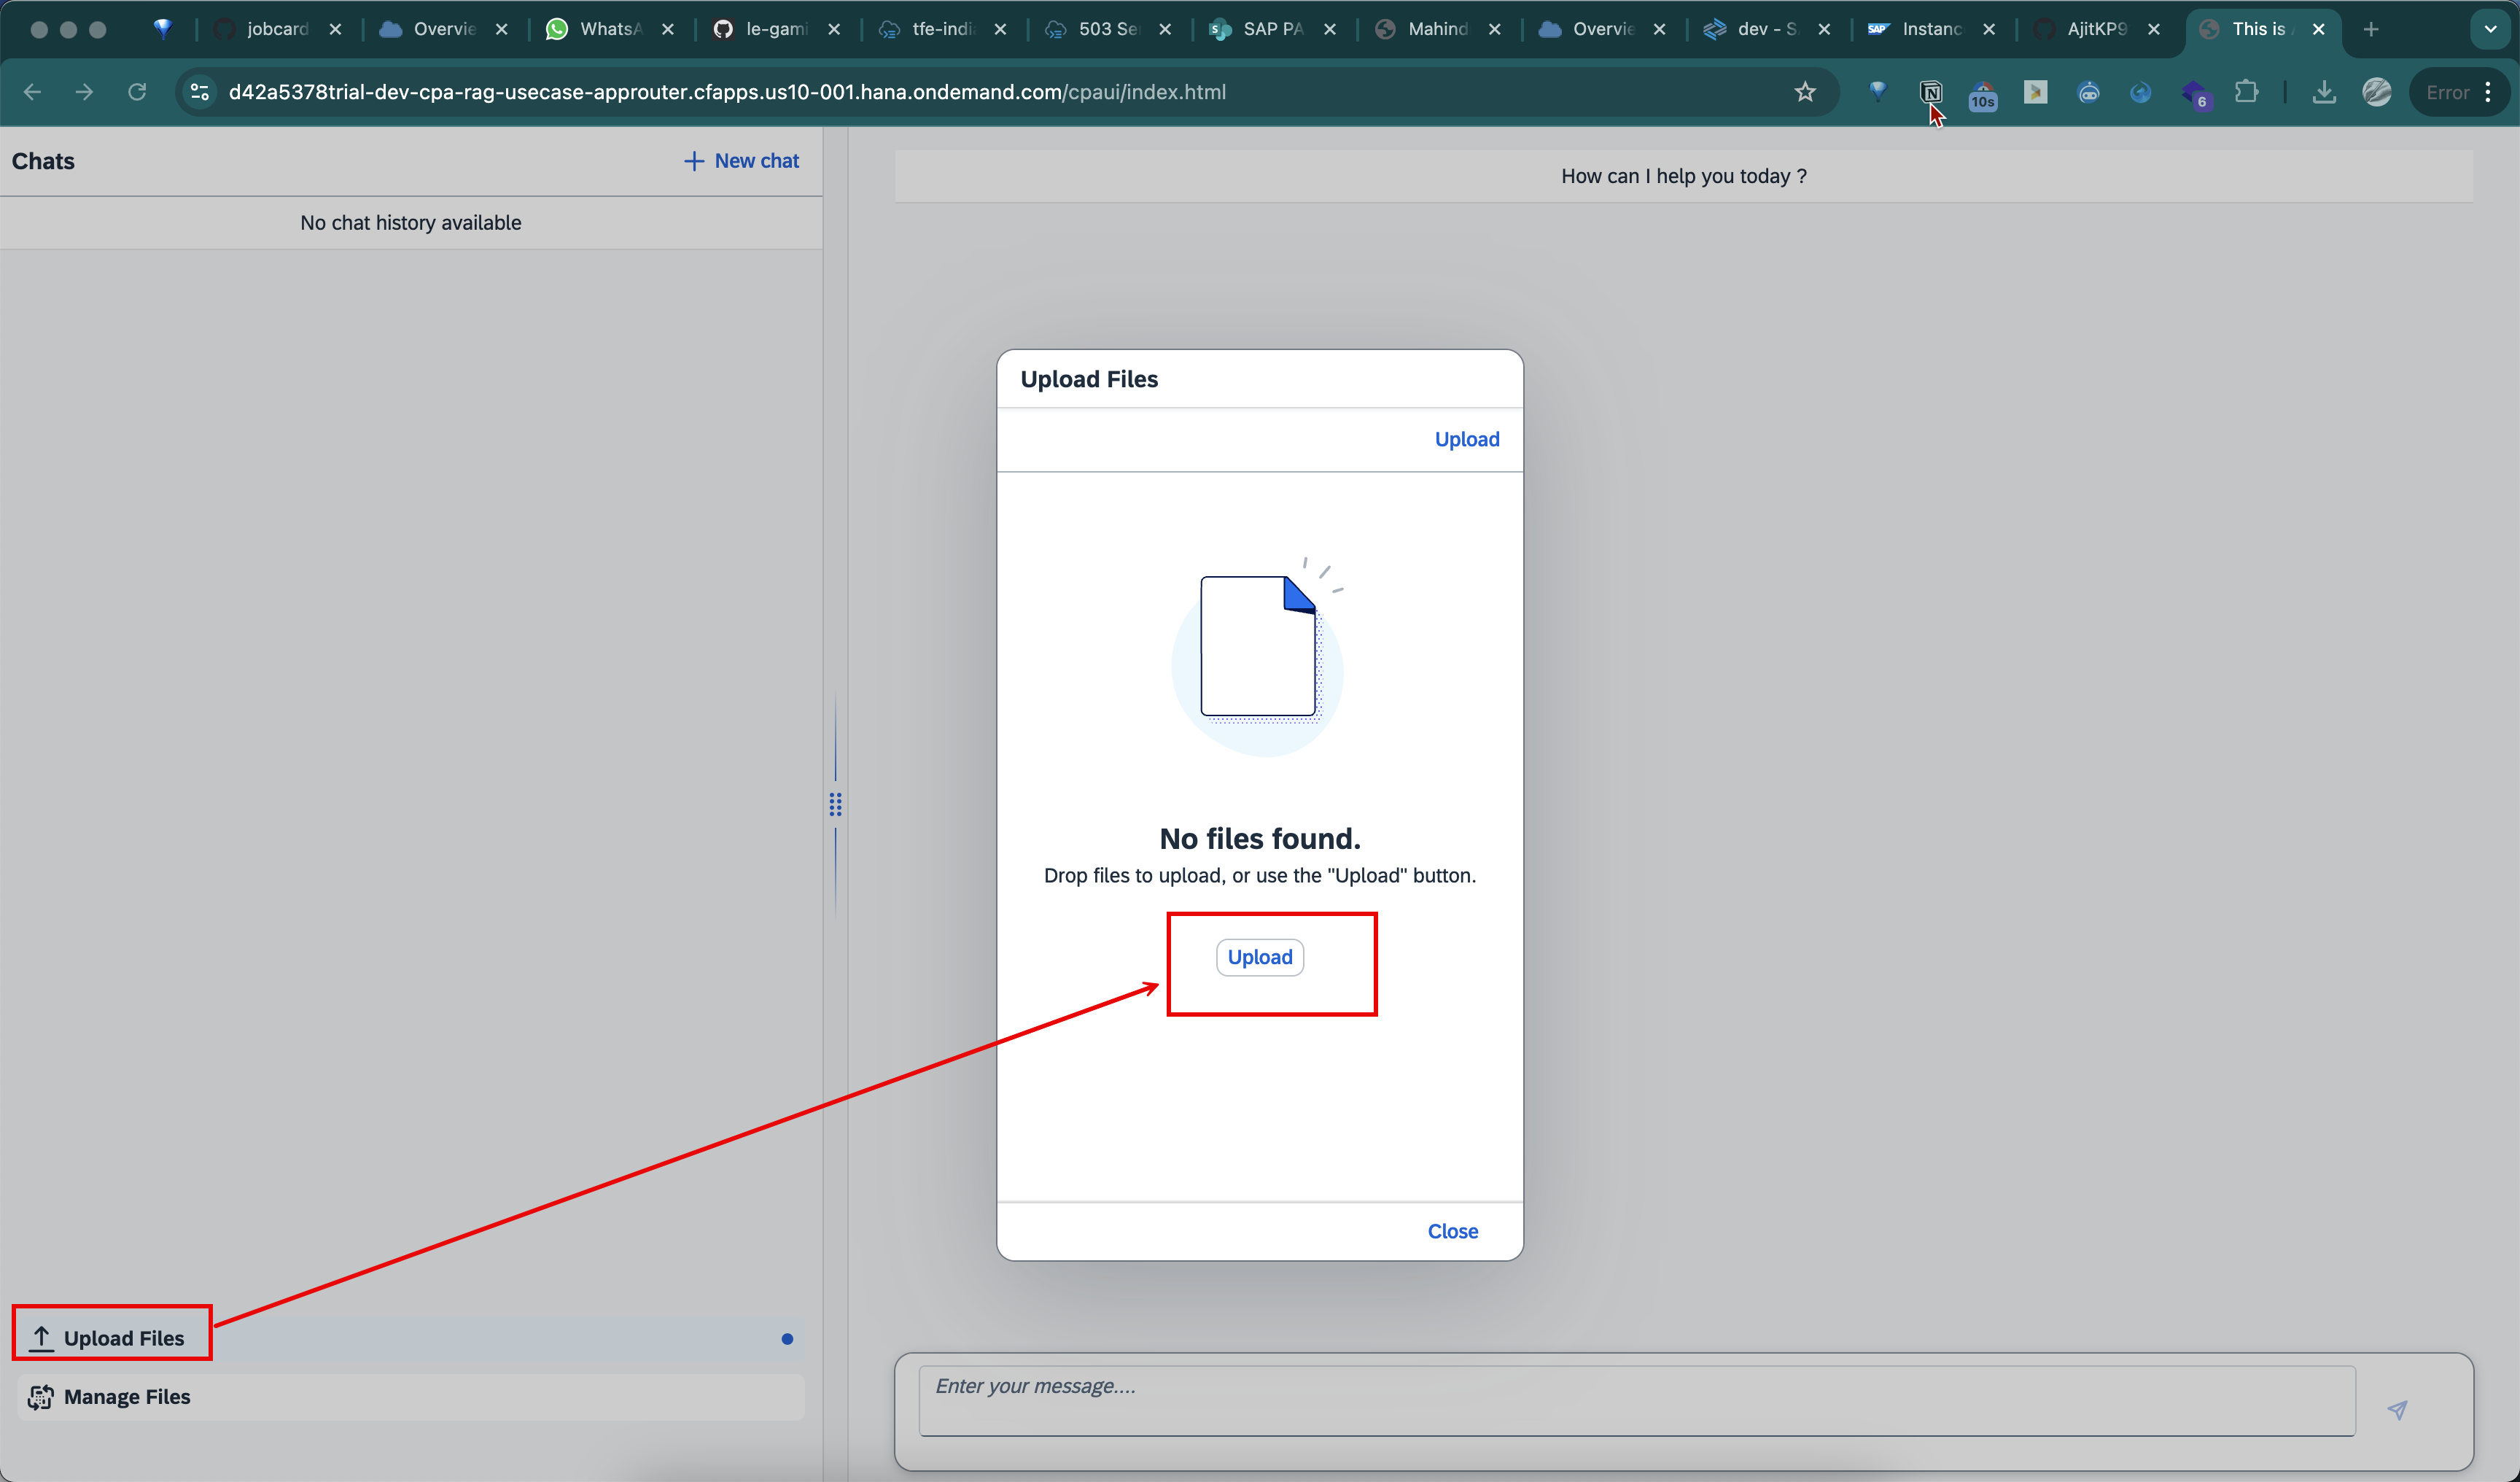 jobcard
Overvie
WhatsA
le-gami
tfe-indi
503 Se
SAP PA
Mahind
Overvie
dev - S
SAP Instanc
AjitKP9
This is
d42a5378trial-dev-cpa-rag-usecase-approuter.cfapps.us10-001.hana.ondemand.com/cpaui/index.html
10s
6
Error
Chats
New chat
How can I help you today ?
No chat history available
Upload Files
Upload
No files found.
Drop files to upload, or use the "Upload" button.
Upload
Close
Upload Files
Manage Files
Enter your message....